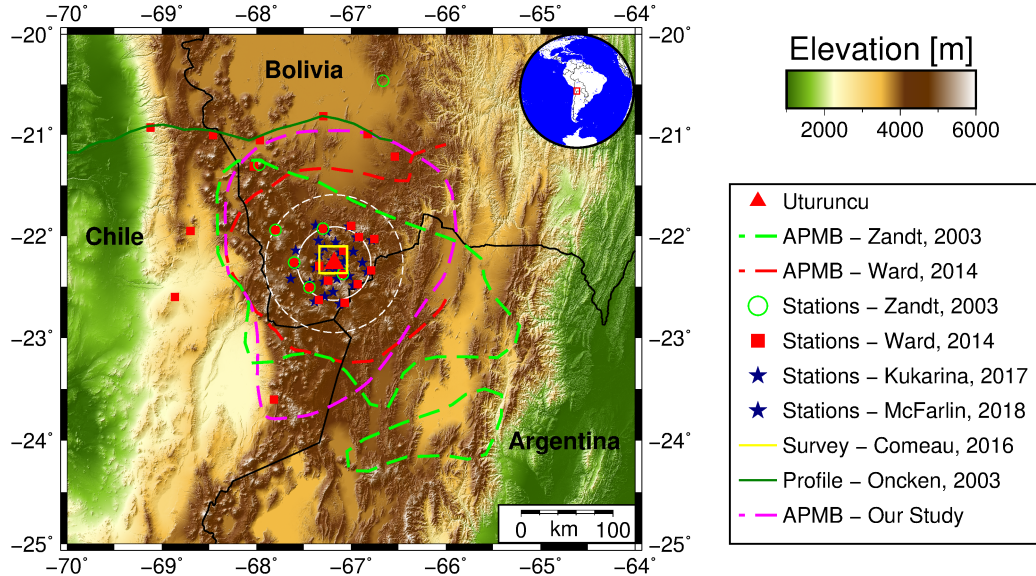 −70˚ −69˚ −68˚ −67˚ −66˚ −65˚ −64˚
−20˚ −20˚
−21˚ −21˚
−22˚ −22˚
−23˚ −23˚
−24˚ −24˚
−25˚ −25˚
−70˚ −69˚ −68˚ −67˚ −66˚ −65˚ −64˚
Bolivia
Chile
Argentina
km
0 100
Elevation [m]
2000 4000 6000
Uturuncu
APMB − Zandt, 2003
APMB − Ward, 2014
Stations − Zandt, 2003
Stations − Ward, 2014
Stations − Kukarina, 2017
Stations − McFarlin, 2018
Survey − Comeau, 2016
Profile − Oncken, 2003
APMB − Our Study